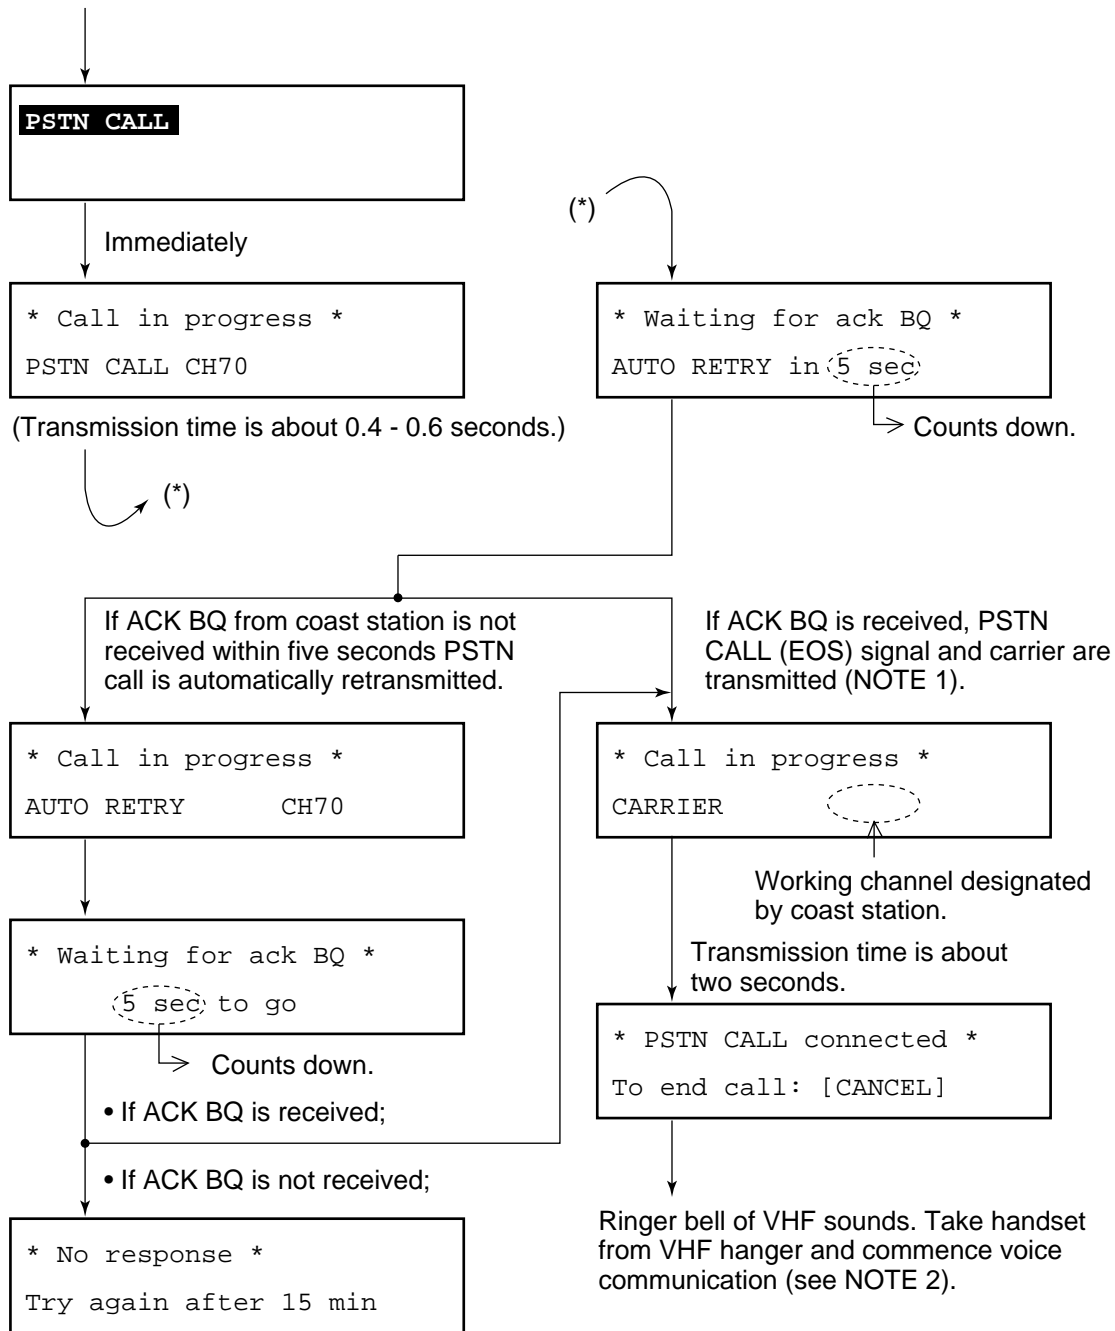 PSTN CALL
Immediately
* Call in progress *
PSTN CALL CH70
(Transmission time is about 0.4 - 0.6 seconds.)
(*)
(*)
* Waiting for ack BQ *
AUTO RETRY in 5 sec
Counts down.
If ACK BQ from coast station is not
received within five seconds PSTN
call is automatically retransmitted.
* Call in progress *
AUTO RETRY CH70
* Waiting for ack BQ *
5 sec to go
Counts down.
• If ACK BQ is received;
• If ACK BQ is not received;
* No response *
Try again after 15 min
If ACK BQ is received, PSTN
CALL (EOS) signal and carrier are
transmitted (NOTE 1).
* Call in progress *
CARRIER
Working channel designated
by coast station.
Transmission time is about
two seconds.
* PSTN CALL connected *
To end call: [CANCEL]
Ringer bell of VHF sounds. Take handset
from VHF hanger and commence voice
communication (see NOTE 2).